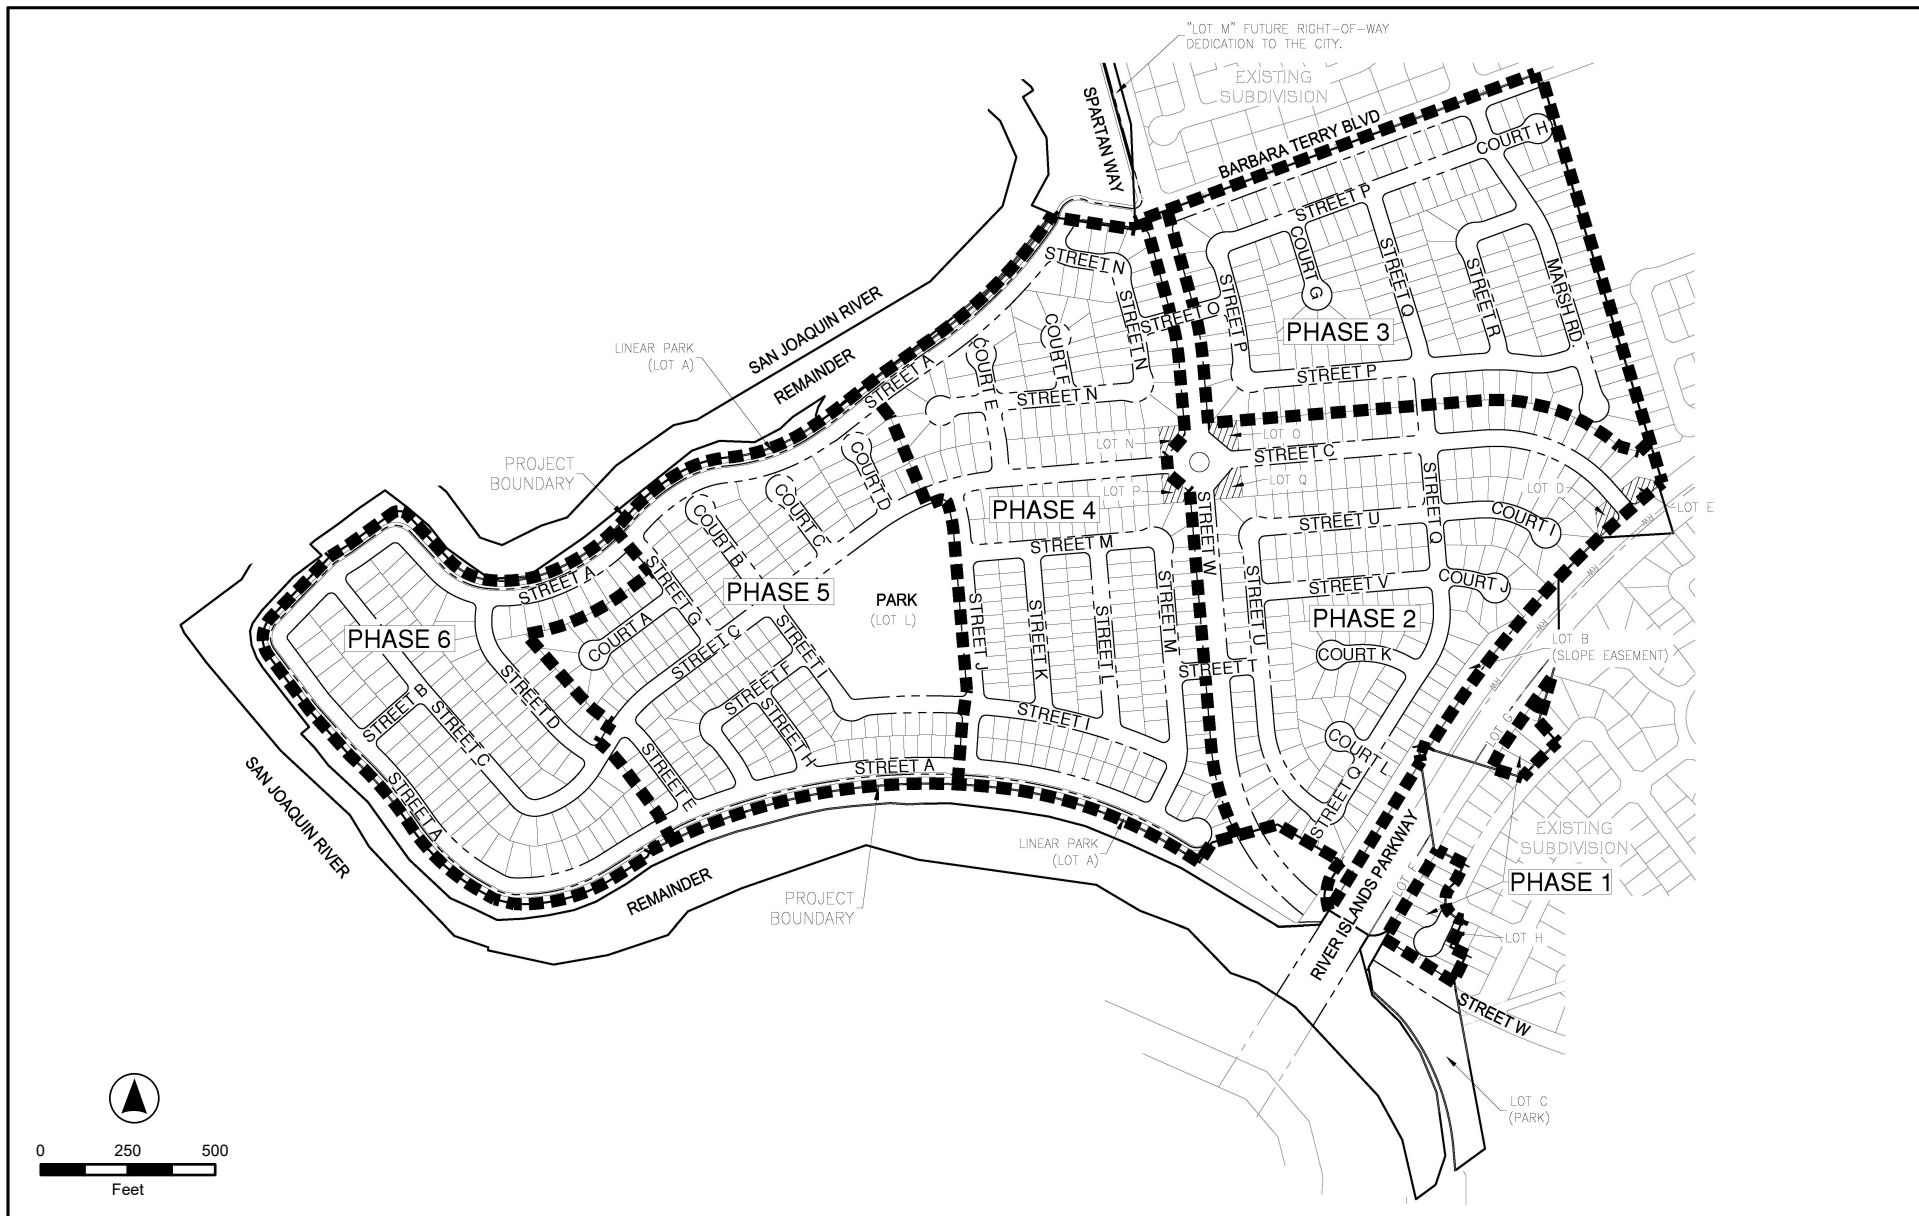 "LOT M" FUTURE RIGHT-OF-WAY
DEDICATION TO THE CITY.
EXISTING
SUBDIVISION
SPARTAN WAY
BARBARA TERRY BLVD
COURT H
STREET P
COURT G
STREET Q
STREET R
MARSH RD.
STREET P
PHASE 3
STREET P
STREET O
STREET N
STREET N
COURT F
COURT E
STREET N
SAN JOAQUIN RIVER
REMAINDER
LINEAR PARK
(LOT A)
STREET A
PROJECT
BOUNDARY
COURT D
COURT C
COURT B
LOT N
LOT O
STREET C
LOT P
LOT Q
LOT D
LOT E
PHASE 4
STREET W
STREET U
STREET Q
COURT I
STREET M
STREET V
COURT J
RW
RW
RW
RW
STREET A
STREET G
PHASE 5
PARK
(LOT L)
STREET J
STREET K
STREET L
STREET M
STREET U
PHASE 2
PHASE 6
COURT A
STREET C
STREET I
STREET T
COURT K
LOT B
(SLOPE EASEMENT)
STREET B
STREET C
STREET D
STREET F
STREET H
STREET I
COURT L
LOT G
STREET E
STREET A
STREET Q
STREET A
SAN JOAQUIN RIVER
REMAINDER
LINEAR PARK
(LOT A)
PROJECT
BOUNDARY
RIVER ISLANDS PARKWAY
EXISTING
SUBDIVISION
PHASE 1
LOT
LOT H
STREET W
LOT C
(PARK)
0 250 500
Feet